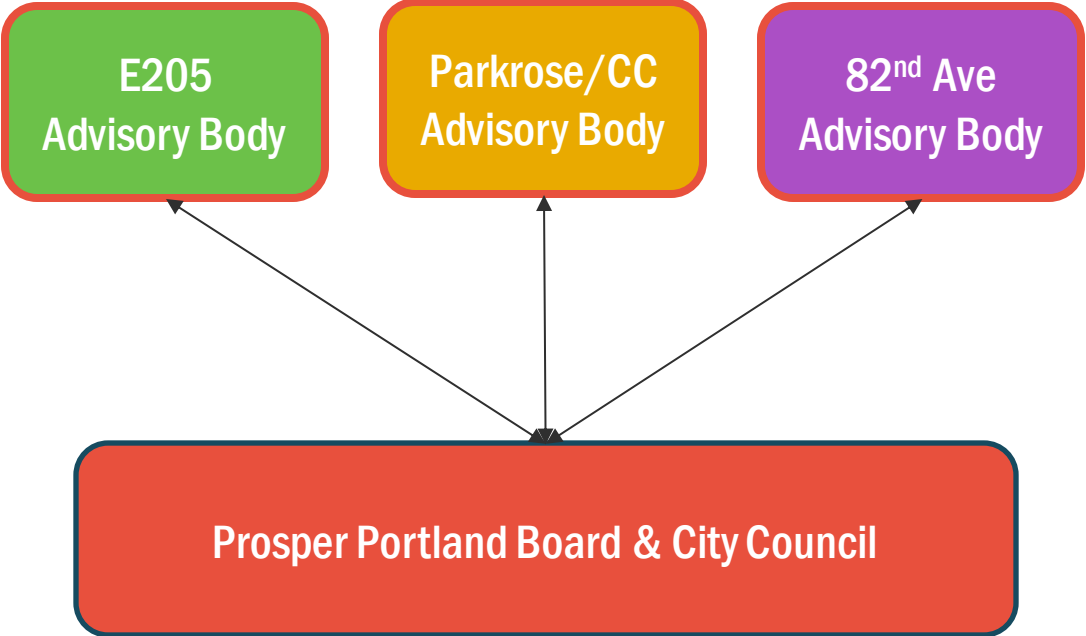 E205
Advisory Body
Parkrose/CC
Advisory Body
82nd Ave
Advisory Body
Prosper Portland Board & City Council